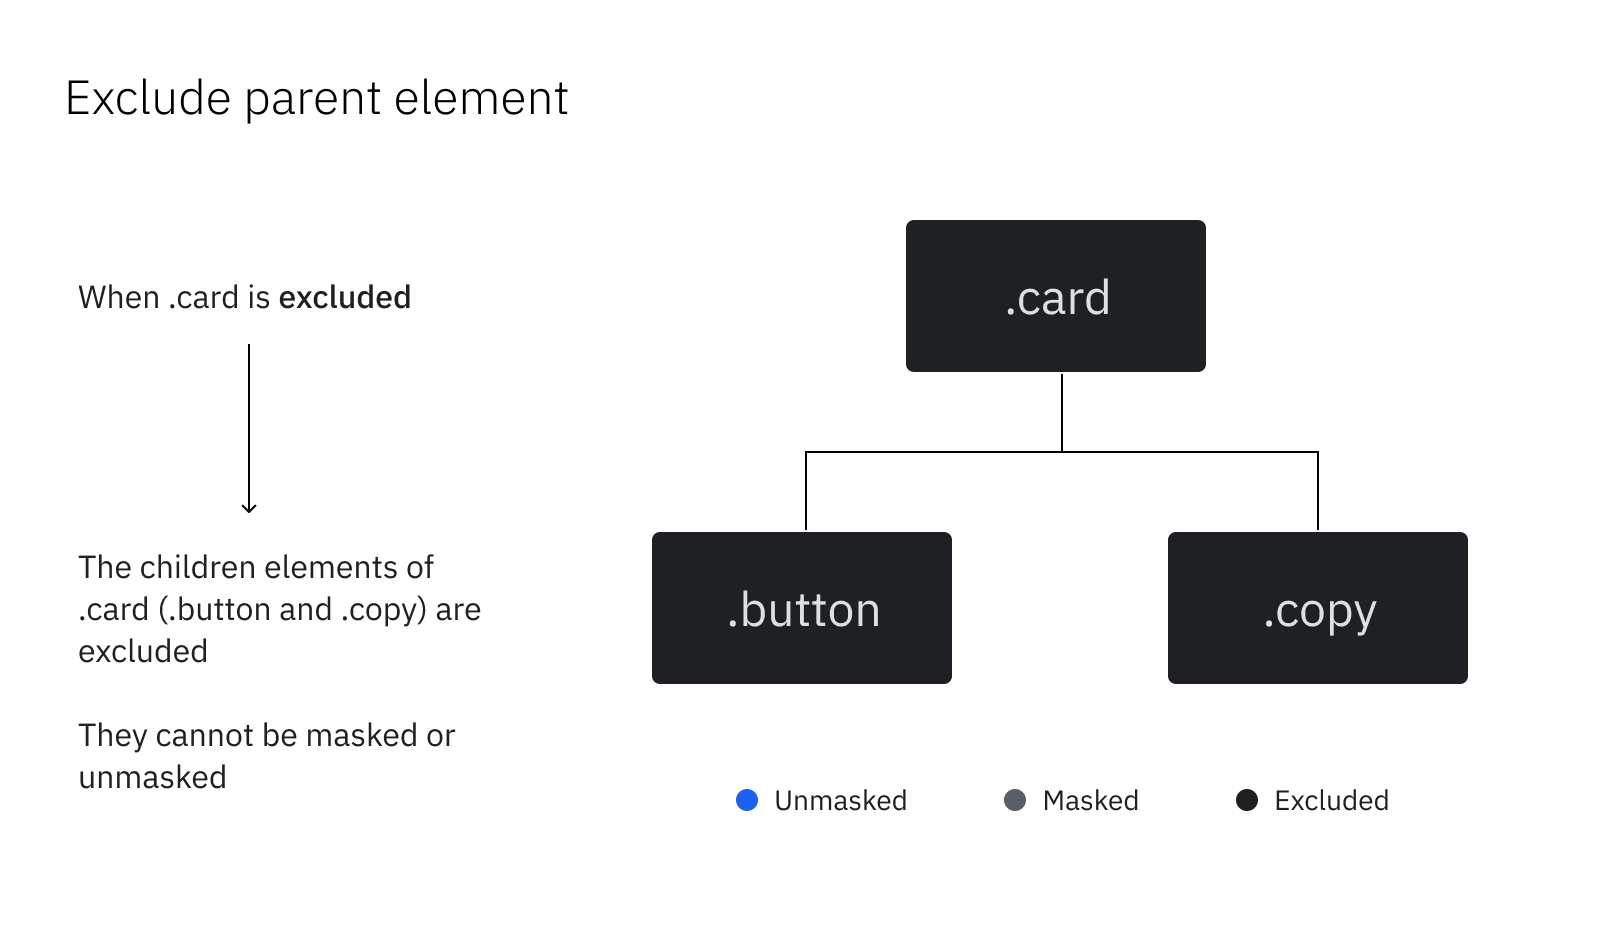 Exclude parent element
When .card is excluded
The children elements of
.card (.button and .copy) are
excluded
They cannot be masked or
unmasked
.card
.button
.copy
Unmasked
Masked
Excluded